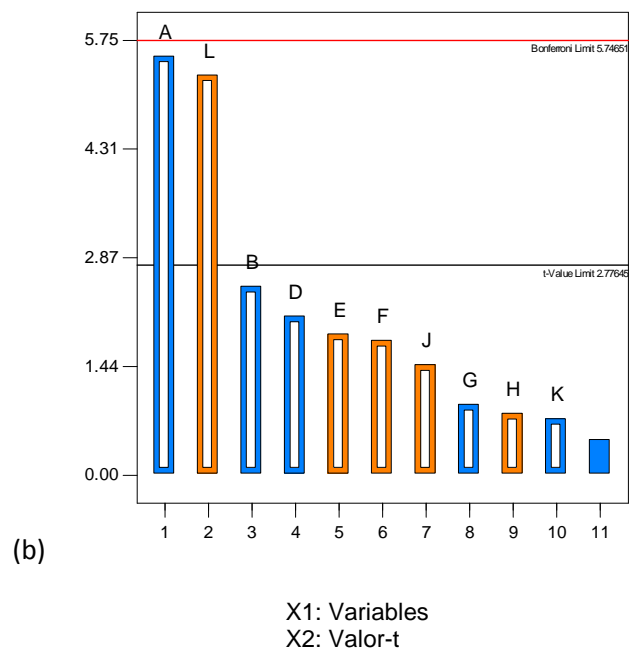 5.75
A
Bonferroni Limit 5.74651
L
4.31
2.87
t-Value Limit 2.77645
B
D
E
F
J
1.44
G
H
K
0.00
1 2 3 4 5 6 7 8 9 10 11
(b)
X1: Variables
X2: Valor-t